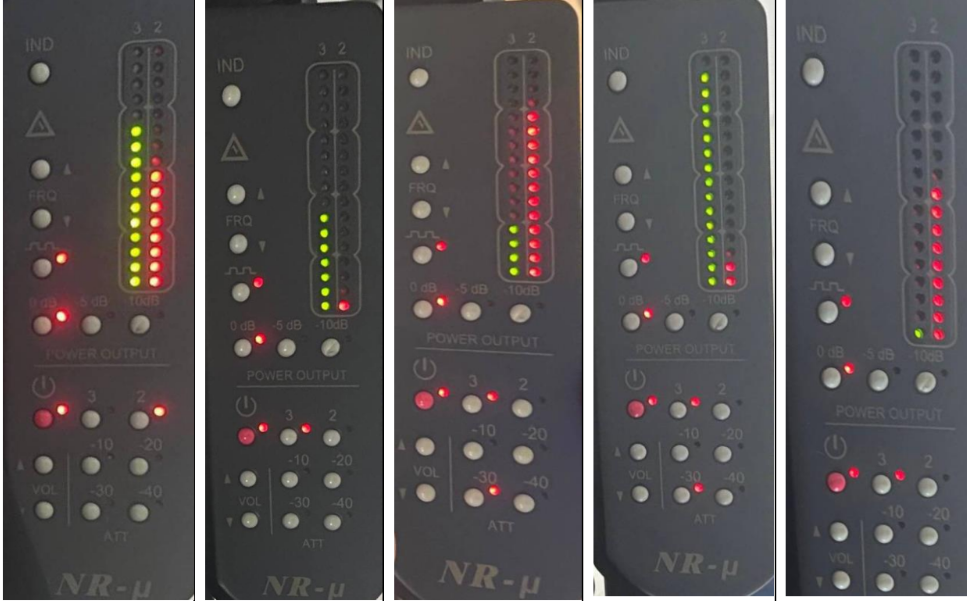 3 2
IND
FRQ
0 dB -5 dB 10dB
POWER OUTPUT
3 2
-10 -20
VOL
-30 -40
ATT
NR-μ
3 2
IND
FRQ
0 dB -5 dB -10dB
POWER OUTPUT
3 2
-10 -20
VOL
-30 -40
ATT
NR-μ
3 2
IND
FRQ
0 dB -5 dB -10dB
POWER OUTPUT
3 2
-10 -20
VOL
-30 -40
ATT
NR-μ
3 2
IND
FRQ
0 dB -5 dB -10dB
POWER OUTPUT
3 2
-10 -20
VOL
-30 -40
ATT
NR-μ
3 2
IND
FRQ
0 dB -5 dB -10dB
POWER OUTPUT
3 2
-10 -20
VOL
-30 -40